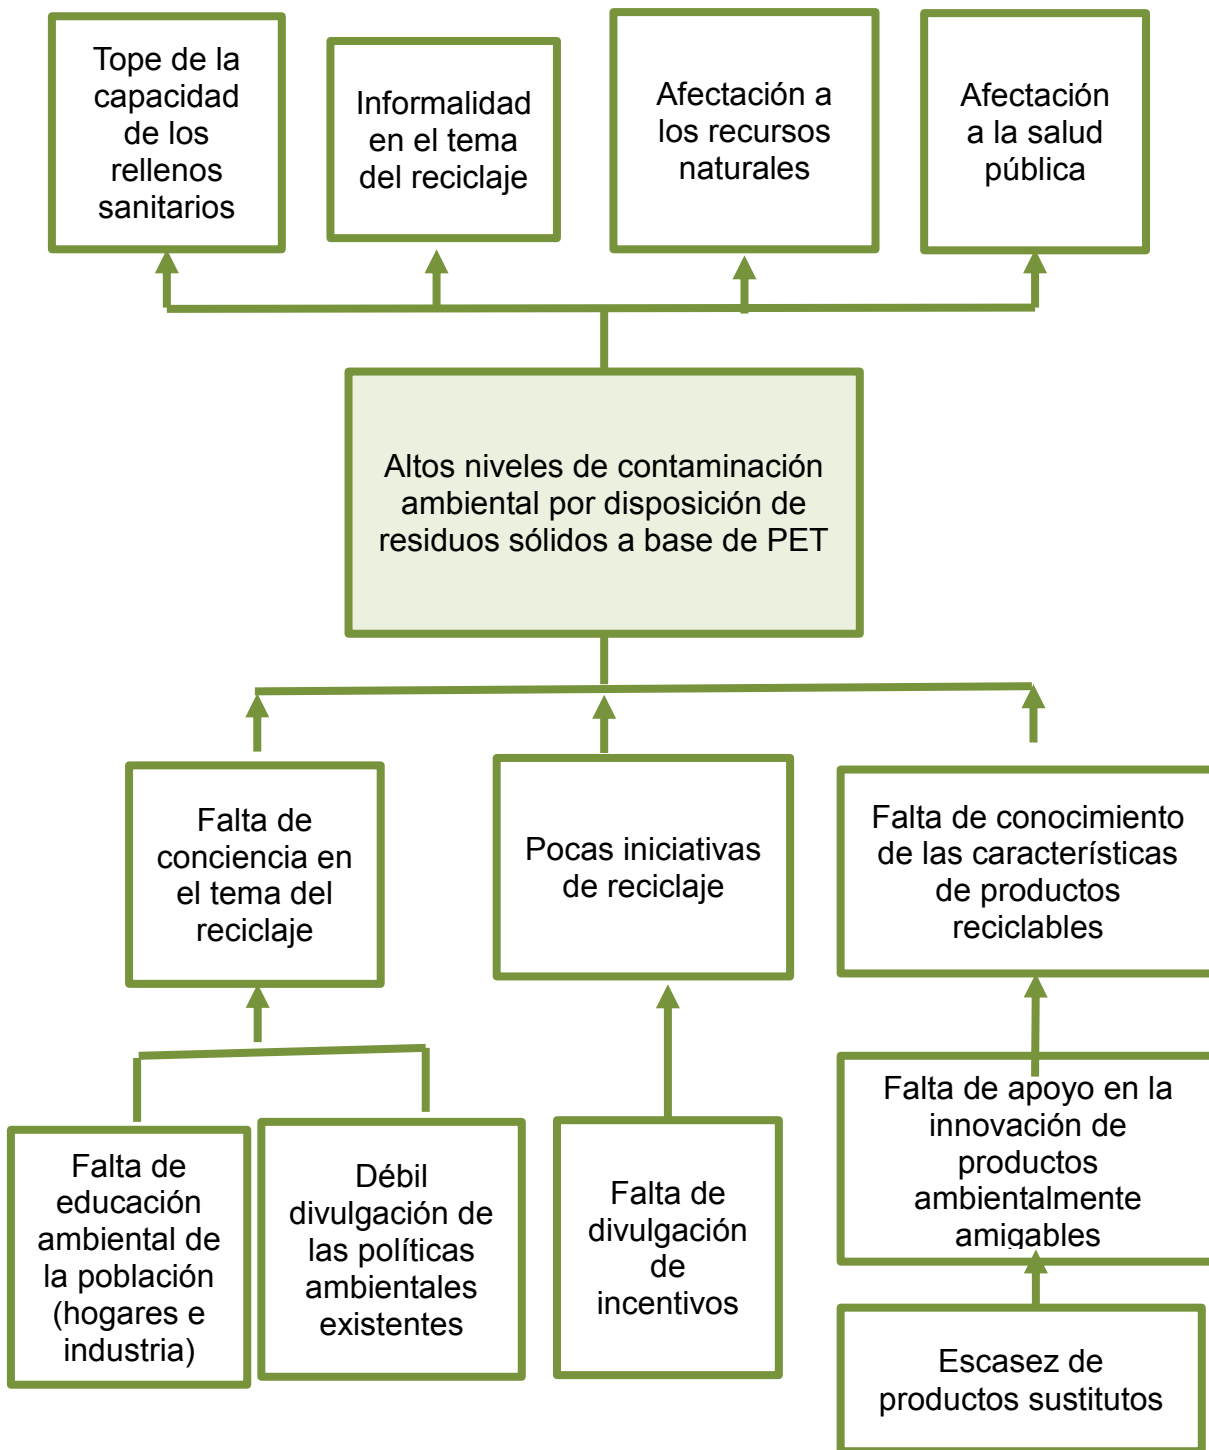 Tope de la
capacidad
de los
rellenos
sanitarios
Informalidad
en el tema
del reciclaje
Afectación a
los recursos
naturales
Afectación
a la salud
pública
Altos niveles de contaminación
ambiental por disposición de
residuos sólidos a base de PET
Falta de
conciencia en
el tema del
reciclaje
Pocas iniciativas
de reciclaje
Falta de conocimiento
de las características
de productos
reciclables
Falta de
educación
ambiental de
la población
(hogares e
industria)
Débil
divulgación de
las políticas
ambientales
existentes
Falta de
divulgación
de
incentivos
Falta de apoyo en la
innovación de
productos
ambientalmente
amigables
Escasez de
productos sustitutos